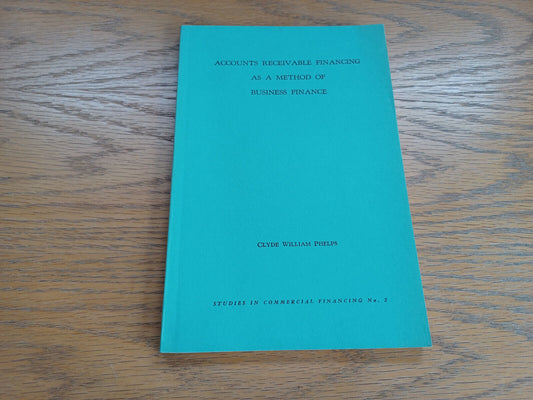 ACCOUNTS RECEIVABLE FINANCING
AS A METHOD OF
BUSINESS FINANCE
CLYDE WILLIAM PHELPS
STUDIES IN COMMERCIAL FINANCING No. 2